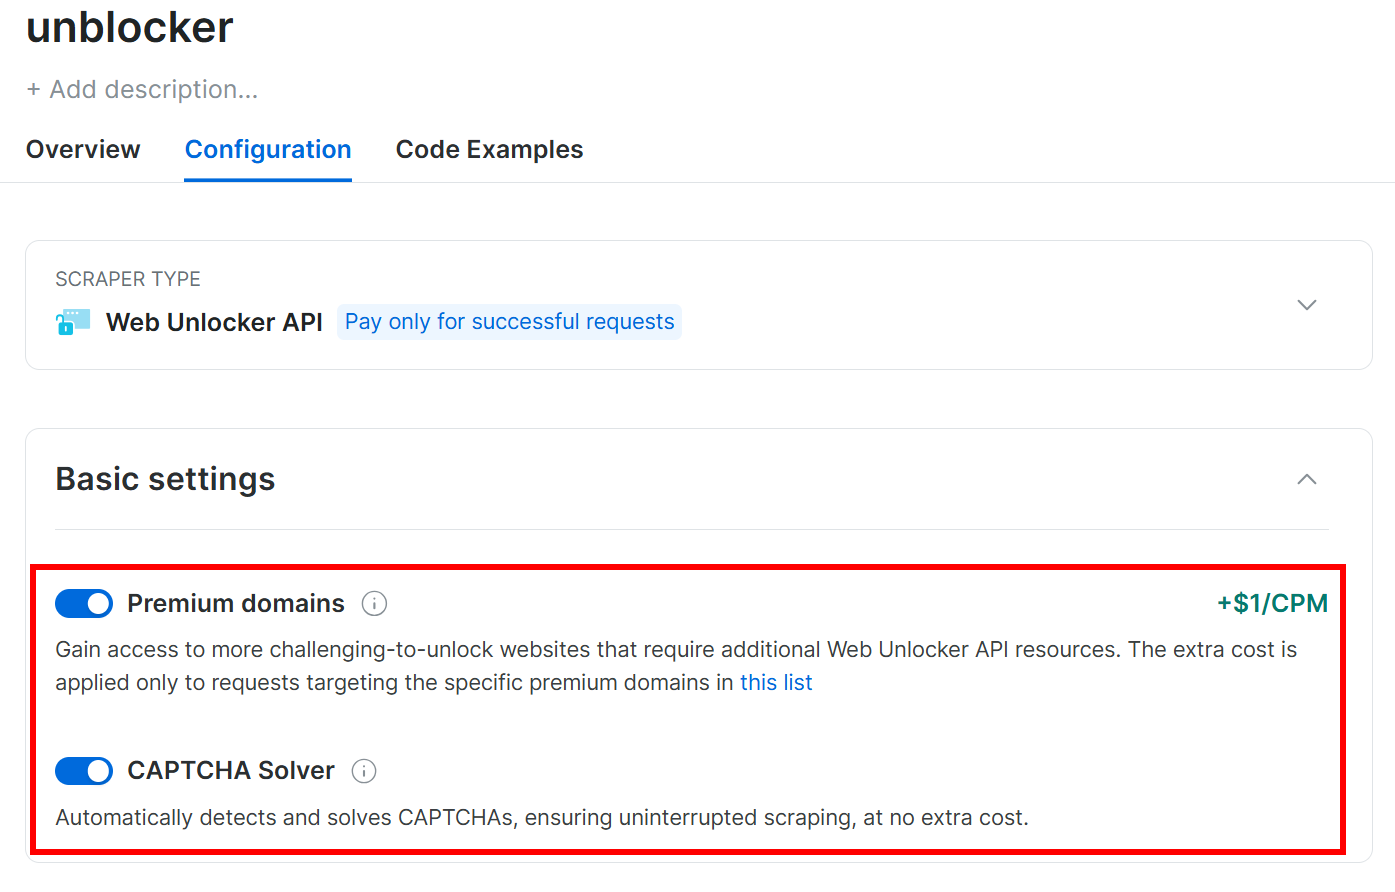 unblocker
+ Add description...
Overview Configuration Code Examples
SCRAPER TYPE
Web Unlocker API Pay only for successful requests
Basic settings
Premium domains +$1/CPM
Gain access to more challenging-to-unlock websites that require additional Web Unlocker API resources. The extra cost is
applied only to requests targeting the specific premium domains in this list
CAPTCHA Solver
Automatically detects and solves CAPTCHAs, ensuring uninterrupted scraping, at no extra cost.